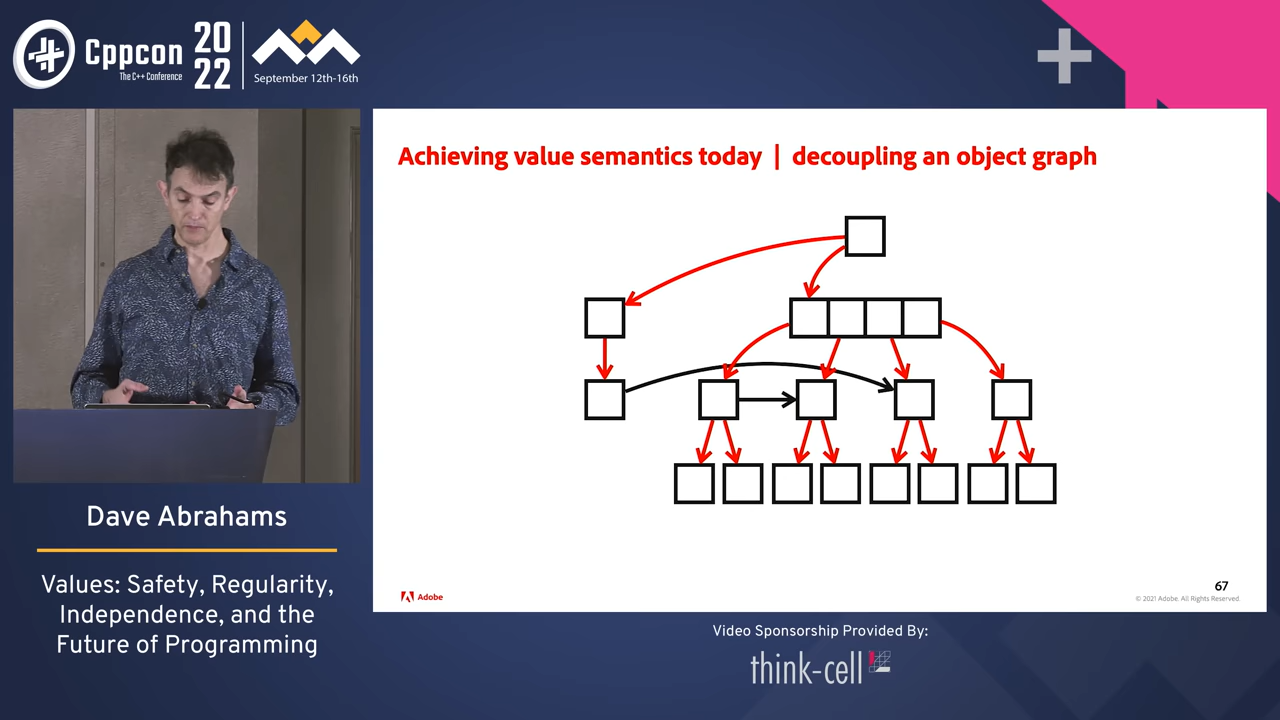 Cppcon
The C++ Conference
20
22
September 12th-16th
Achieving value semantics today | decoupling an object graph
Adobe
67
© 2021 Adobe. All Rights Reserved.
Dave Abrahams
Values: Safety, Regularity,
Independence, and the
Future of Programming
Video Sponsorship Provided By:
think-cell